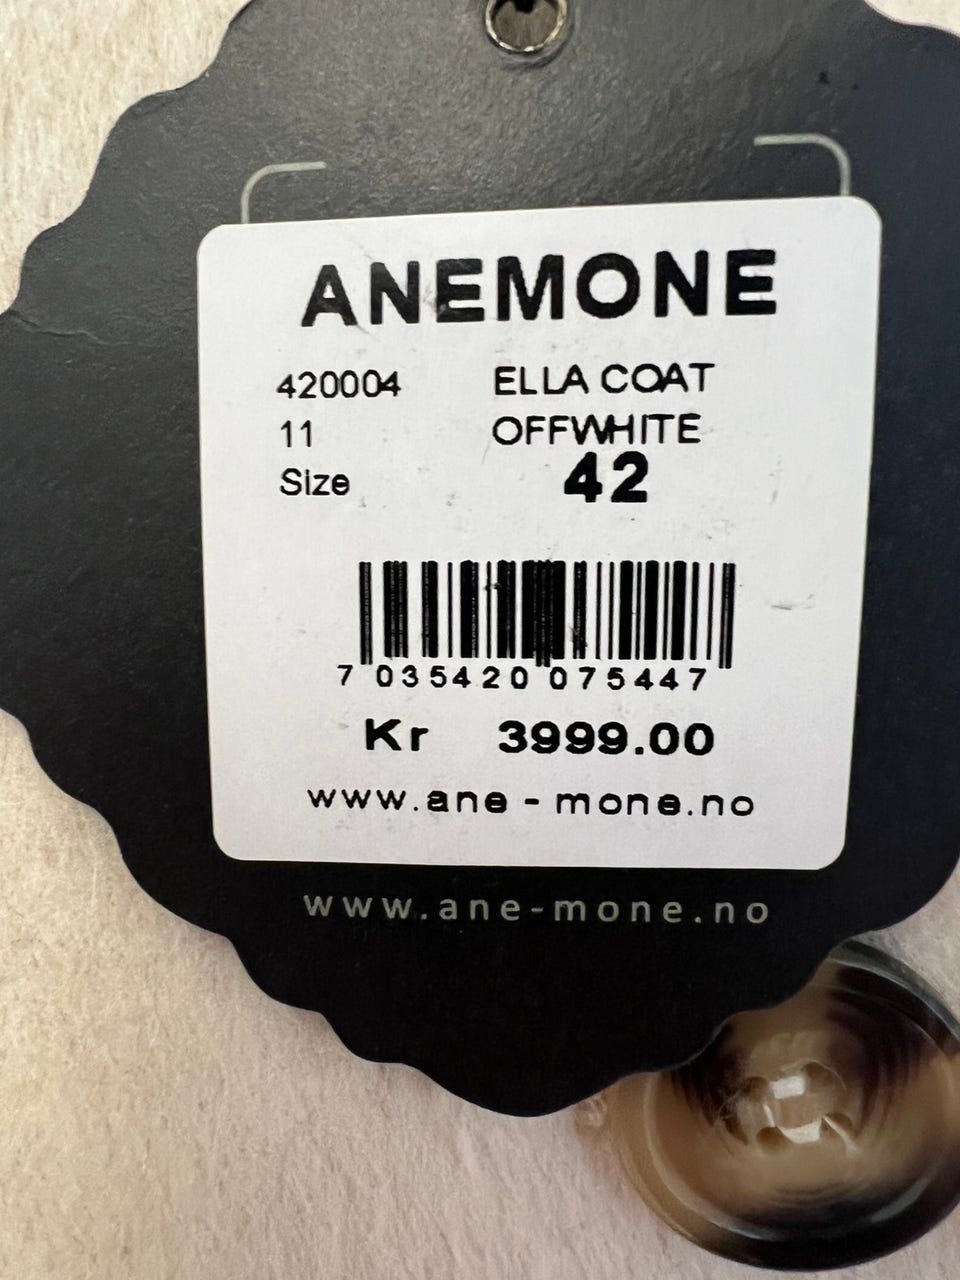 ANEMONE
420004 ELLA COAT
11 OFFWHITE
Size 42
7 035420 075447
Kr 3999.00
www.ane - mone.no
www.ane-mone.no